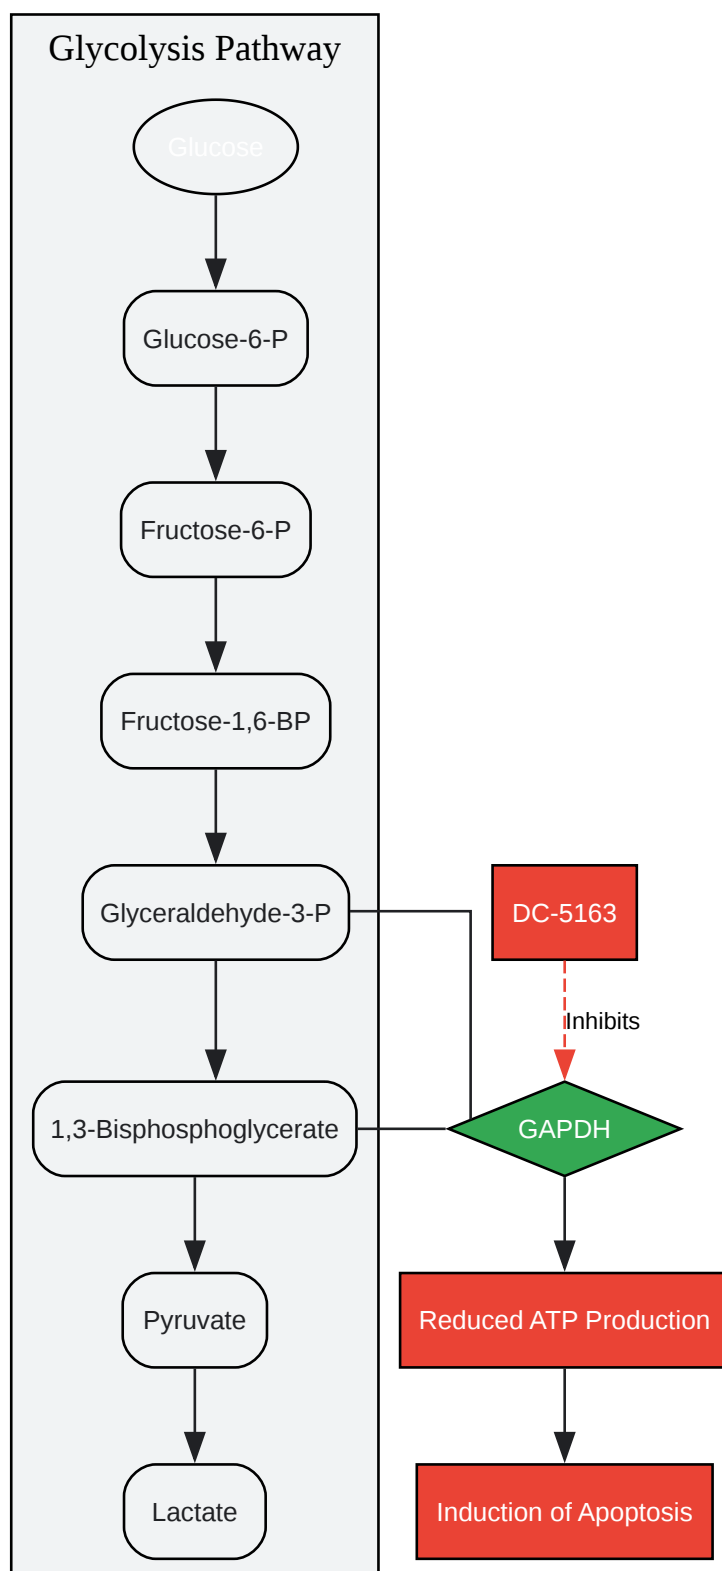 Glycolysis Pathway
Glucose
Glucose-6-P
Fructose-6-P
Fructose-1,6-BP
Glyceraldehyde-3-P
DC-5163
Inhibits
1,3-Bisphosphoglycerate
GAPDH
Pyruvate
Reduced ATP Production
Lactate
Induction of Apoptosis